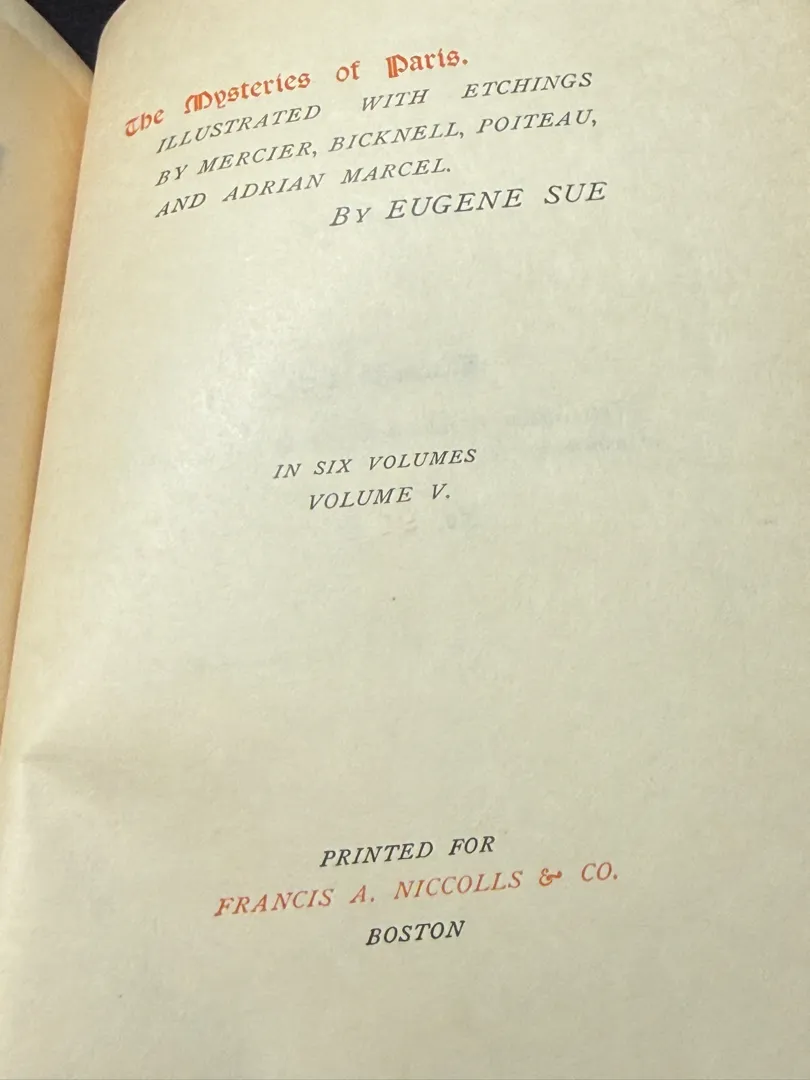 The Mysteries of Paris.
ILLUSTRATED WITH ETCHINGS
BY MERCIER, BICKNELL, POITEAU,
AND ADRIAN MARCEL.
BY EUGENE SUE
IN SIX VOLUMES
VOLUME V.
PRINTED FOR
FRANCIS A. NICCOLLS & CO.
BOSTON